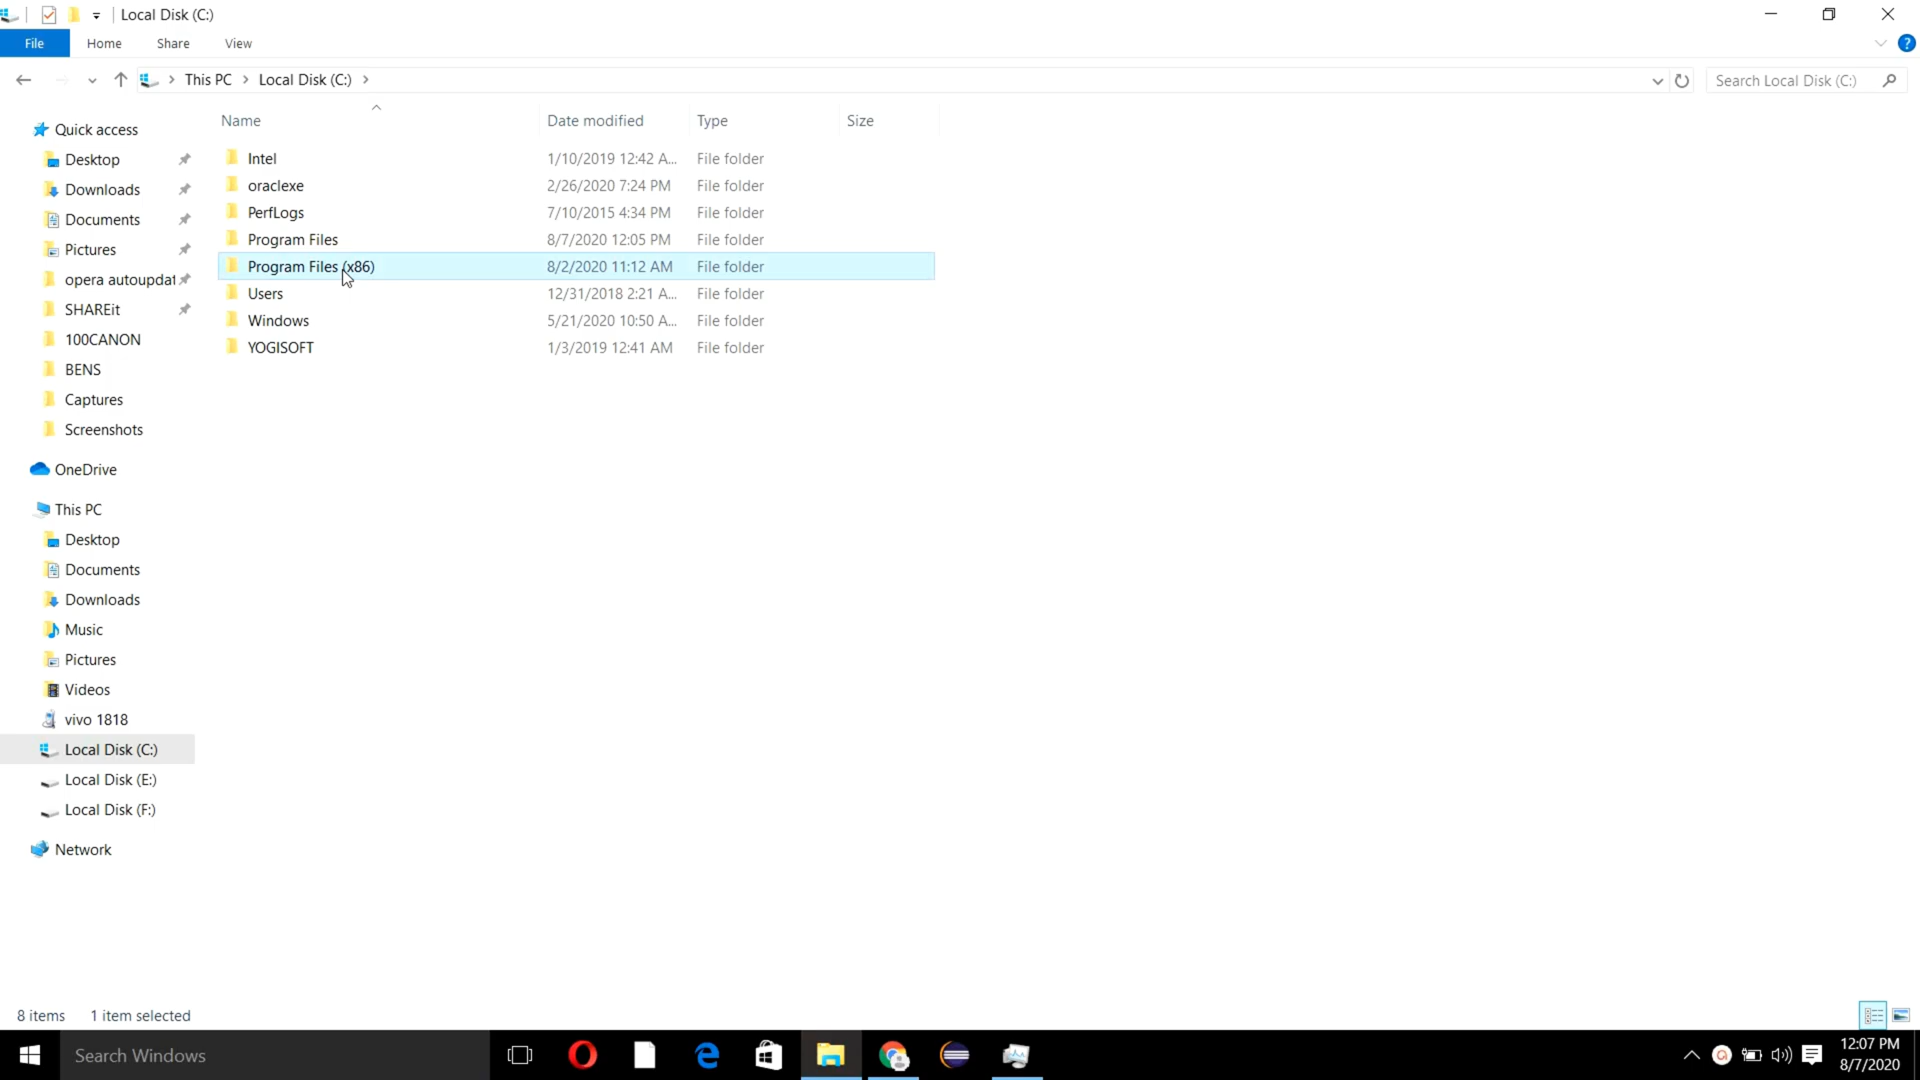 Local Disk (C:)
File Home Share View
This PC Local Disk (C:) Search Local Disk (C:)
Name Date modified Type Size
Quick access
Desktop
Downloads
Documents
Pictures
opera autoupdat
SHAREit
100CANON
BENS
Captures
Screenshots
OneDrive
This PC
Desktop
Documents
Downloads
Music
Pictures
Videos
vivo 1818
Local Disk (C:)
Local Disk (E:)
Local Disk (F:)
Network
Intel 1/10/2019 12:42 A... File folder
oraclexe 2/26/2020 7:24 PM File folder
PerfLogs 7/10/2015 4:34 PM File folder
Program Files 8/7/2020 12:05 PM File folder
Program Files (x86) 8/2/2020 11:12 AM File folder
Users 12/31/2018 2:21 A... File folder
Windows 5/21/2020 10:50 A... File folder
YOGISOFT 1/3/2019 12:41 AM File folder
8 items 1 item selected
Search Windows
12:07 PM
8/7/2020